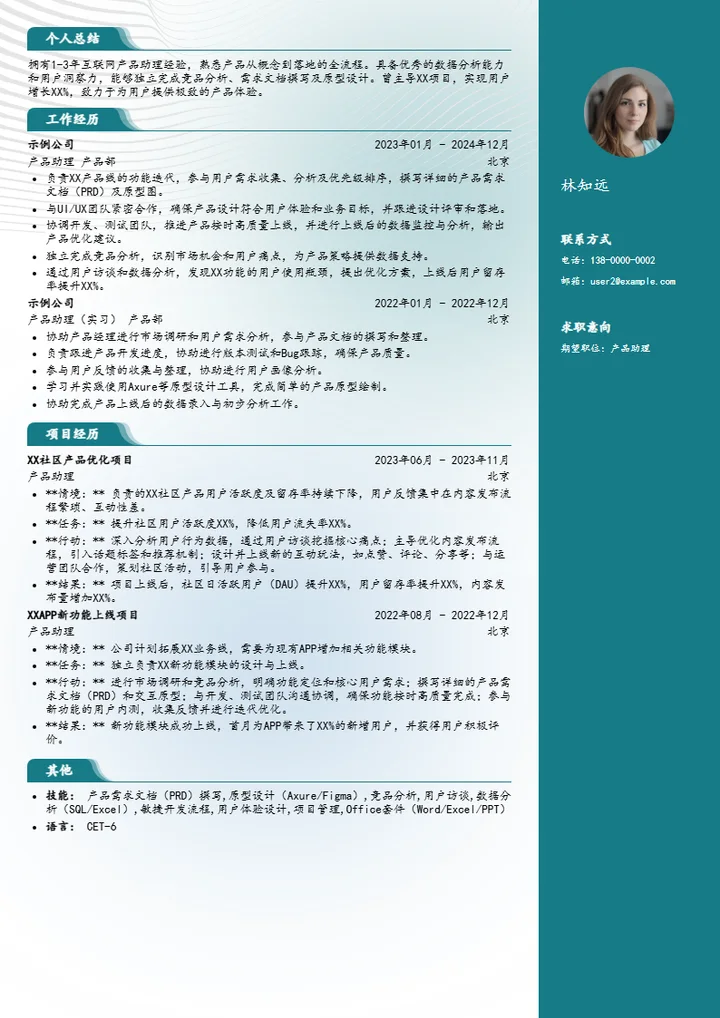 个人总结
拥有1-3年互联网产品助理经验，熟悉产品从概念到落地的全流程。具备优秀的数据分析能力
和用户洞察力，能够独立完成竞品分析、需求文档撰写及原型设计。曾主导XX项目，实现用户
增长XX%，致力于为用户提供极致的产品体验。
工作经历
示例公司 2023年01月 - 2024年12月
产品助理 产品部 北京
• 负责XX产品线的功能迭代，参与用户需求收集、分析及优先级排序，撰写详细的产品需求
文档（PRD）及原型图。
• 与UI/UX团队紧密合作，确保产品设计符合用户体验和业务目标，并跟进设计评审和落地。
• 协调开发、测试团队，推进产品按时高质量上线，并进行上线后的数据监控与分析，输出
产品优化建议。
• 独立完成竞品分析，识别市场机会和用户痛点，为产品策略提供数据支持。
• 通过用户访谈和数据分析，发现XX功能的用户使用瓶颈，提出优化方案，上线后用户留存
率提升XX%。
示例公司 2022年01月 - 2022年12月
产品助理（实习） 产品部 北京
• 协助产品经理进行市场调研和用户需求分析，参与产品文档的撰写和整理。
• 负责跟进产品开发进度，协助进行版本测试和Bug跟踪，确保产品质量。
• 参与用户反馈的收集与整理，协助进行用户画像分析。
• 学习并实践使用Axure等原型设计工具，完成简单的产品原型绘制。
• 协助完成产品上线后的数据录入与初步分析工作。
项目经历
XX社区产品优化项目 2023年06月 - 2023年11月
产品助理 北京
• **情境：** 负责的XX社区产品用户活跃度及留存率持续下降，用户反馈集中在内容发布流
程繁琐、互动性差。
• **任务：** 提升社区用户活跃度XX%，降低用户流失率XX%。
• **行动：** 深入分析用户行为数据，通过用户访谈挖掘核心痛点；主导优化内容发布流
程，引入话题标签和推荐机制；设计并上线新的互动玩法，如点赞、评论、分享等；与运
营团队合作，策划社区活动，引导用户参与。
• **结果：** 项目上线后，社区日活跃用户（DAU）提升XX%，用户留存率提升XX%，内容发
布量增加XX%。
XXAPP新功能上线项目 2022年08月 - 2022年12月
产品助理 北京
• **情境：** 公司计划拓展XX业务线，需要为现有APP增加相关功能模块。
• **任务：** 独立负责XX新功能模块的设计与上线。
• **行动：** 进行市场调研和竞品分析，明确功能定位和核心用户需求；撰写详细的产品需
求文档（PRD）和交互原型；与开发、测试团队沟通协调，确保功能按时高质量完成；参与
新功能的用户内测，收集反馈并进行迭代优化。
• **结果：** 新功能模块成功上线，首月为APP带来了XX%的新增用户，并获得用户积极评
价。
其他
• 技能： 产品需求文档（PRD）撰写,原型设计（Axure/Figma）,竞品分析,用户访谈,数据分
析（SQL/Excel）,敏捷开发流程,用户体验设计,项目管理,Office套件（Word/Excel/PPT）
• 语言： CET-6
林知远
联系方式
电话：138-0000-0002
邮箱：user2@example.com
求职意向
期望职位：产品助理